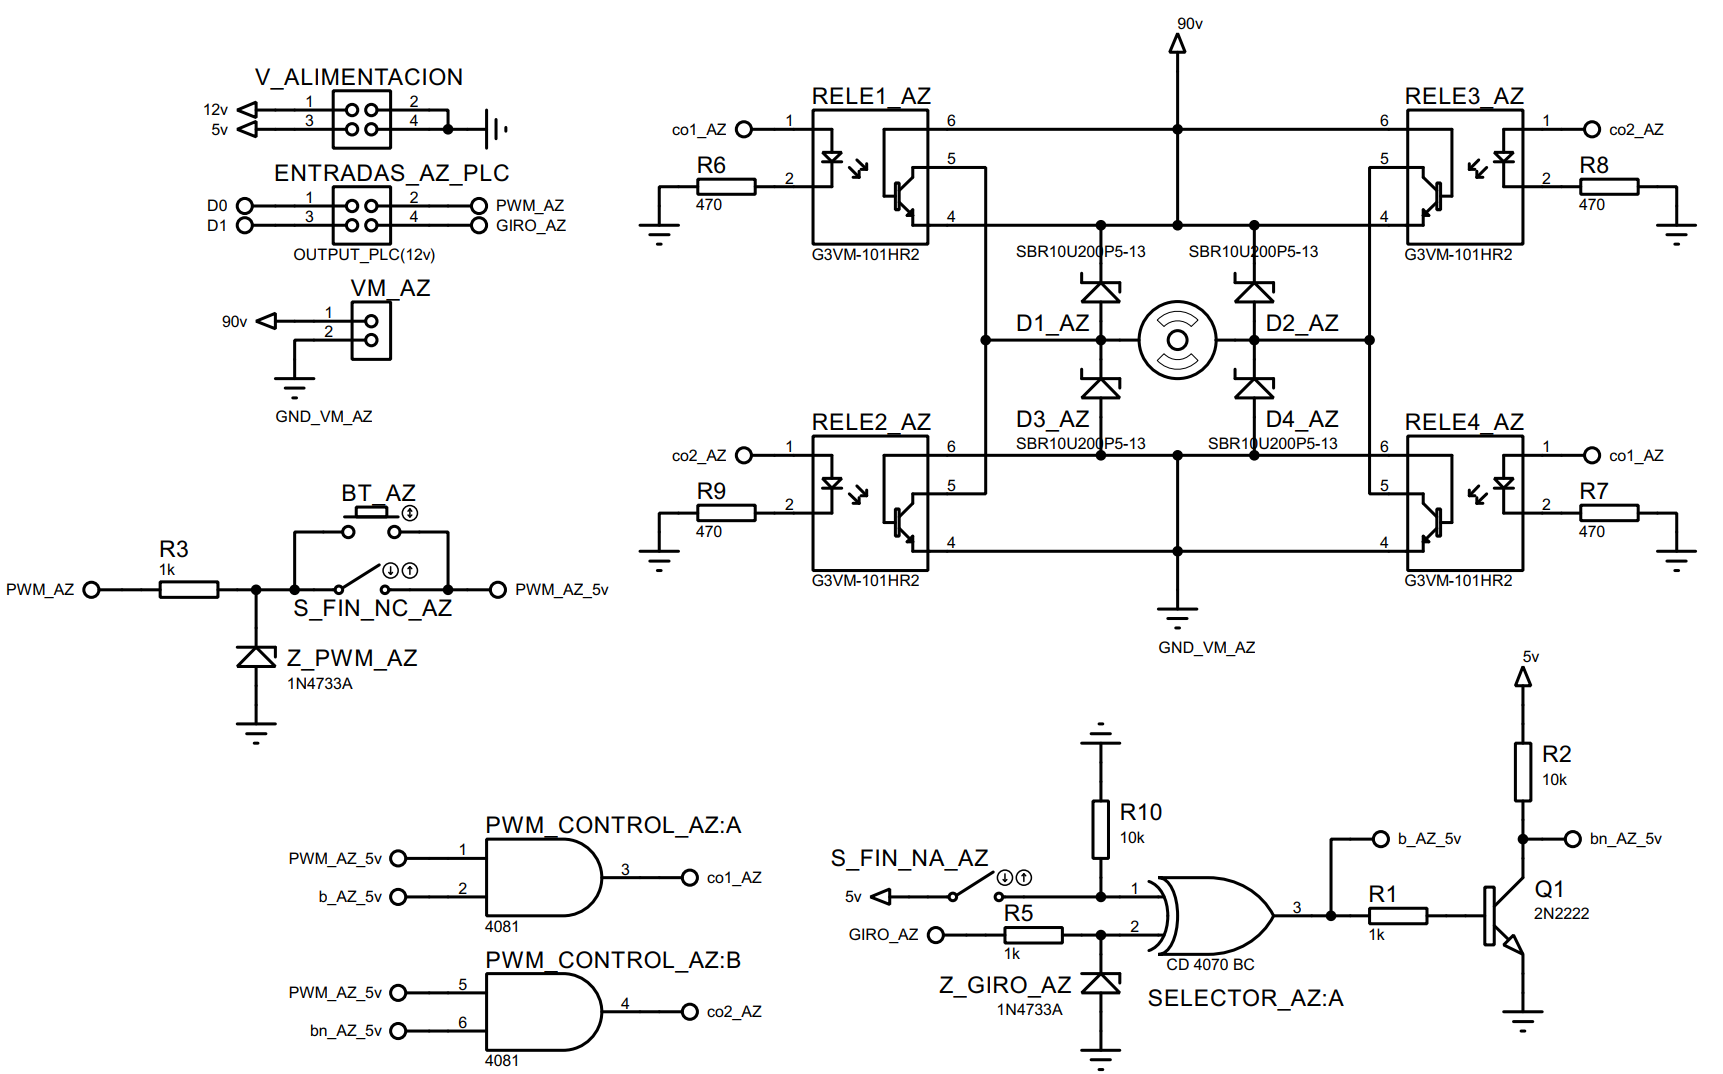 V_ALIMENTACION
12v 1 2
5v 3 4
ENTRADAS_AZ_PLC
D0 1 2 PWM_AZ
D1 3 4 GIRO_AZ
OUTPUT_PLC(12v)
VM_AZ
90v 1
2
GND_VM_AZ
90v
RELE1_AZ
co1_AZ 1 6
5
R6 2
470 4
G3VM-101HR2
RELE3_AZ
6 1 co2_AZ
5 R8
2
4 470
G3VM-101HR2
SBR10U200P5-13 SBR10U200P5-13
D1_AZ D2_AZ
D3_AZ D4_AZ
SBR10U200P5-13 SBR10U200P5-13
RELE2_AZ
co2_AZ 1 6
R9 2 5
470 4
G3VM-101HR2
RELE4_AZ
6 1 co1_AZ
5 R7
2
470
4
G3VM-101HR2
GND_VM_AZ
BT_AZ
R3
1k
PWM_AZ PWM_AZ_5v
S_FIN_NC_AZ
Z_PWM_AZ
1N4733A
PWM_CONTROL_AZ:A
PWM_AZ_5v 1
3 co1_AZ
b_AZ_5v 2
4081
PWM_CONTROL_AZ:B
PWM_AZ_5v 5
4 co2_AZ
bn_AZ_5v 6
4081
R10
10k
S_FIN_NA_AZ
5v 1
R5
GIRO_AZ 2
1k
3
CD 4070 BC
Z_GIRO_AZ
1N4733A
SELECTOR_AZ:A
5v
R2
10k
b_AZ_5v bn_AZ_5v
R1
1k
Q1
2N2222